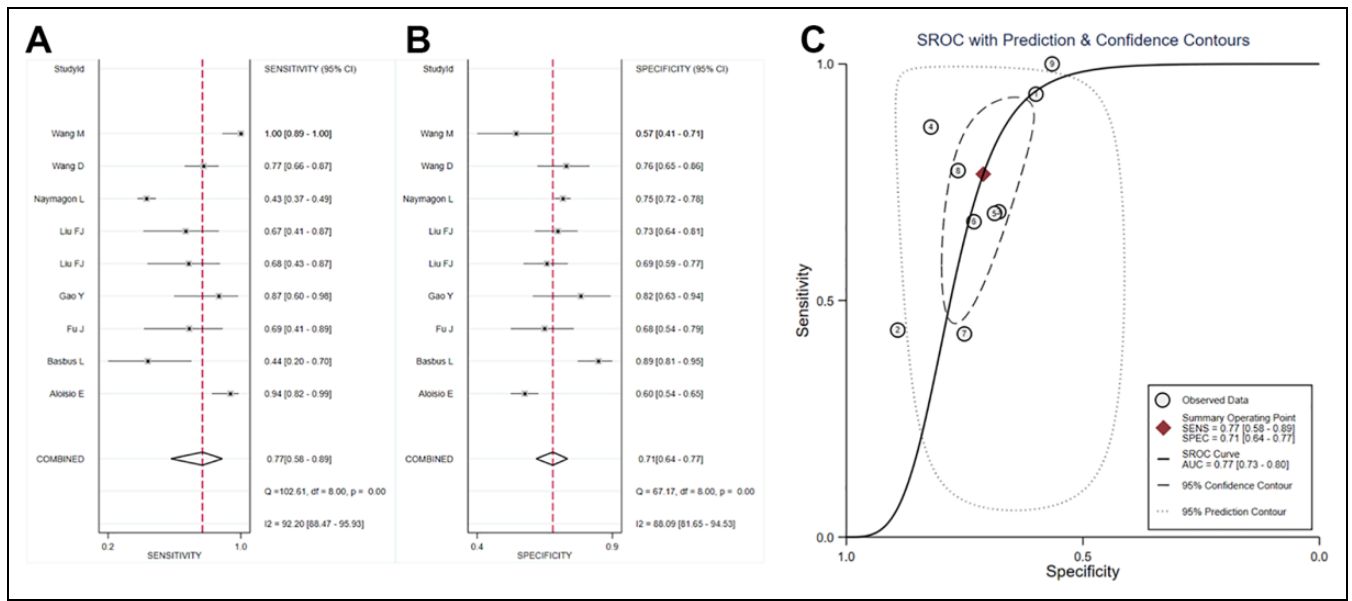 A
StudyId SENSITIVITY (95% CI)
Wang M 1.00 [0.89 - 1.00]
Wang D 0.77 [0.66 - 0.87]
Naymagon L 0.43 [0.37 - 0.49]
Liu FJ 0.67 [0.41 - 0.87]
Liu FJ 0.68 [0.43 - 0.87]
Gao Y 0.87 [0.60 - 0.98]
Fu J 0.69 [0.41 - 0.89]
Basbus L 0.44 [0.20 - 0.70]
Aloisio E 0.94 [0.82 - 0.99]
COMBINED 0.77[0.58 - 0.89]
Q =102.61, df = 8.00, p = 0.00
I2 = 92.20 [88.47 - 95.93]
0.2 1.0
SENSITIVITY
B
StudyId SPECIFICITY (95% CI)
Wang M 0.57 [0.41 - 0.71]
Wang D 0.76 [0.65 - 0.86]
Naymagon L 0.75 [0.72 - 0.78]
Liu FJ 0.73 [0.64 - 0.81]
Liu FJ 0.69 [0.59 - 0.77]
Gao Y 0.82 [0.63 - 0.94]
Fu J 0.68 [0.54 - 0.79]
Basbus L 0.89 [0.81 - 0.95]
Aloisio E 0.60 [0.54 - 0.65]
COMBINED 0.71[0.64 - 0.77]
Q = 67.17, df = 8.00, p = 0.00
I2 = 88.09 [81.65 - 94.53]
0.4 0.9
SPECIFICITY
C
SROC with Prediction & Confidence Contours
1.0
9
4
8
5
6
0.5
2
7
Sensitivity
Observed Data
Summary Operating Point
SENS = 0.77 [0.58 - 0.89]
SPEC = 0.71 [0.64 - 0.77]
SROC Curve
AUC = 0.77 [0.73 - 0.80]
95% Confidence Contour
95% Prediction Contour
0.0
1.0 0.5 0.0
Specificity